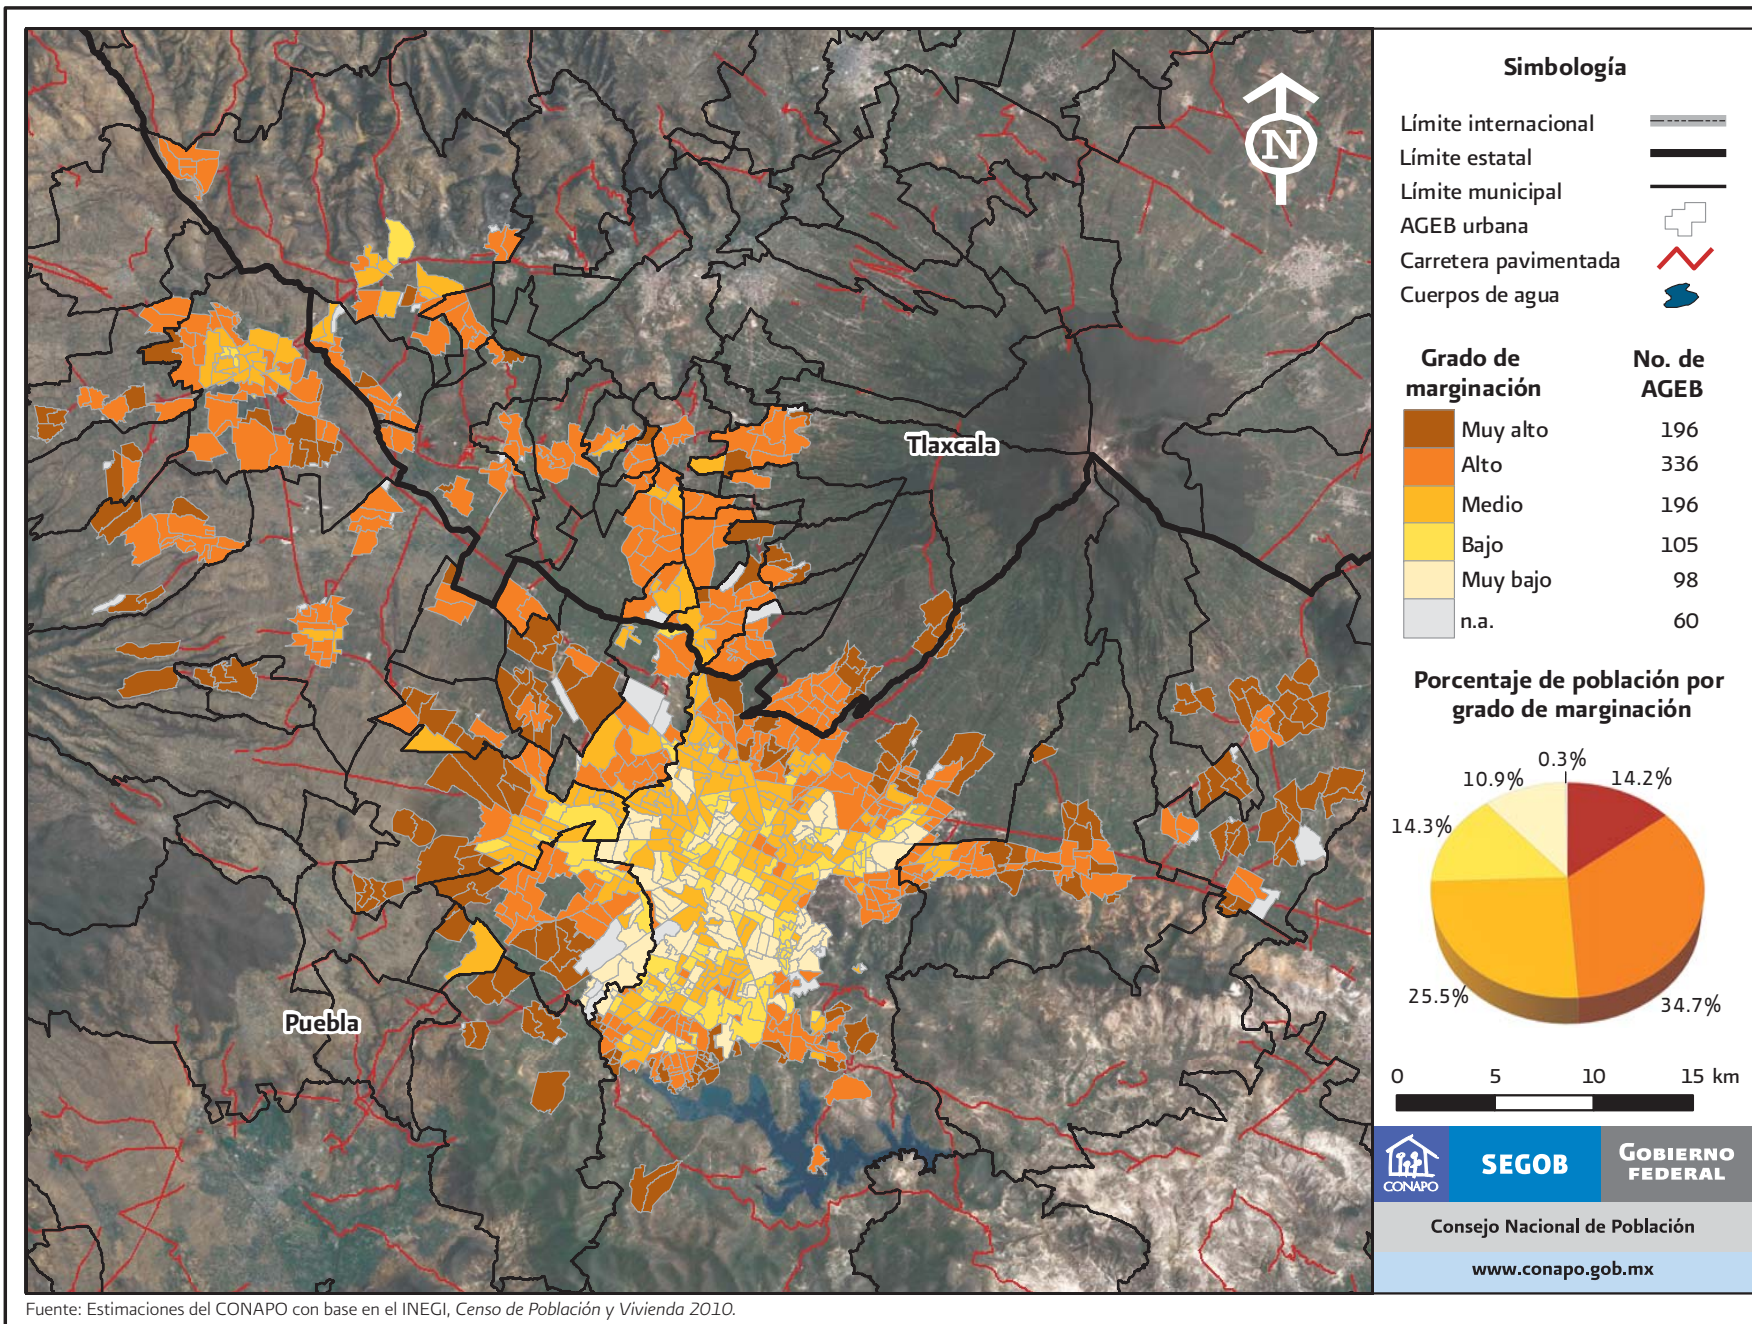 N
Tlaxcala
Puebla
Simbología
Límite internacional
Límite estatal
Límite municipal
AGEB urbana
Carretera pavimentada
Cuerpos de agua
Grado de marginación
No. de AGEB
Muy alto 196
Alto 336
Medio 196
Bajo 105
Muy bajo 98
n.a. 60
Porcentaje de población por
grado de marginación
0.3%
10.9%
14.2%
14.3%
25.5%
34.7%
0 5 10 15 km
CONAPO
SEGOB
GOBIERNO
FEDERAL
Consejo Nacional de Población
www.conapo.gob.mx
Fuente: Estimaciones del CONAPO con base en el INEGI, Censo de Población y Vivienda 2010.